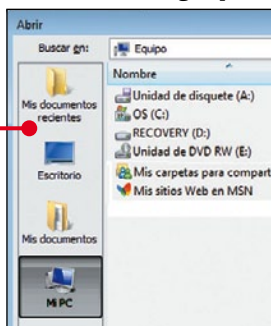 Abrir
Buscar en:
Equipo
Nombre
Mis documentos
recientes
Escritorio
Mis documentos
Mi PC
Unidad de disquete (A:)
OS (C:)
RECOVERY (D:)
Unidad de DVD RW (E:)
Mis carpetas para compart
Mis sitios Web en MSN